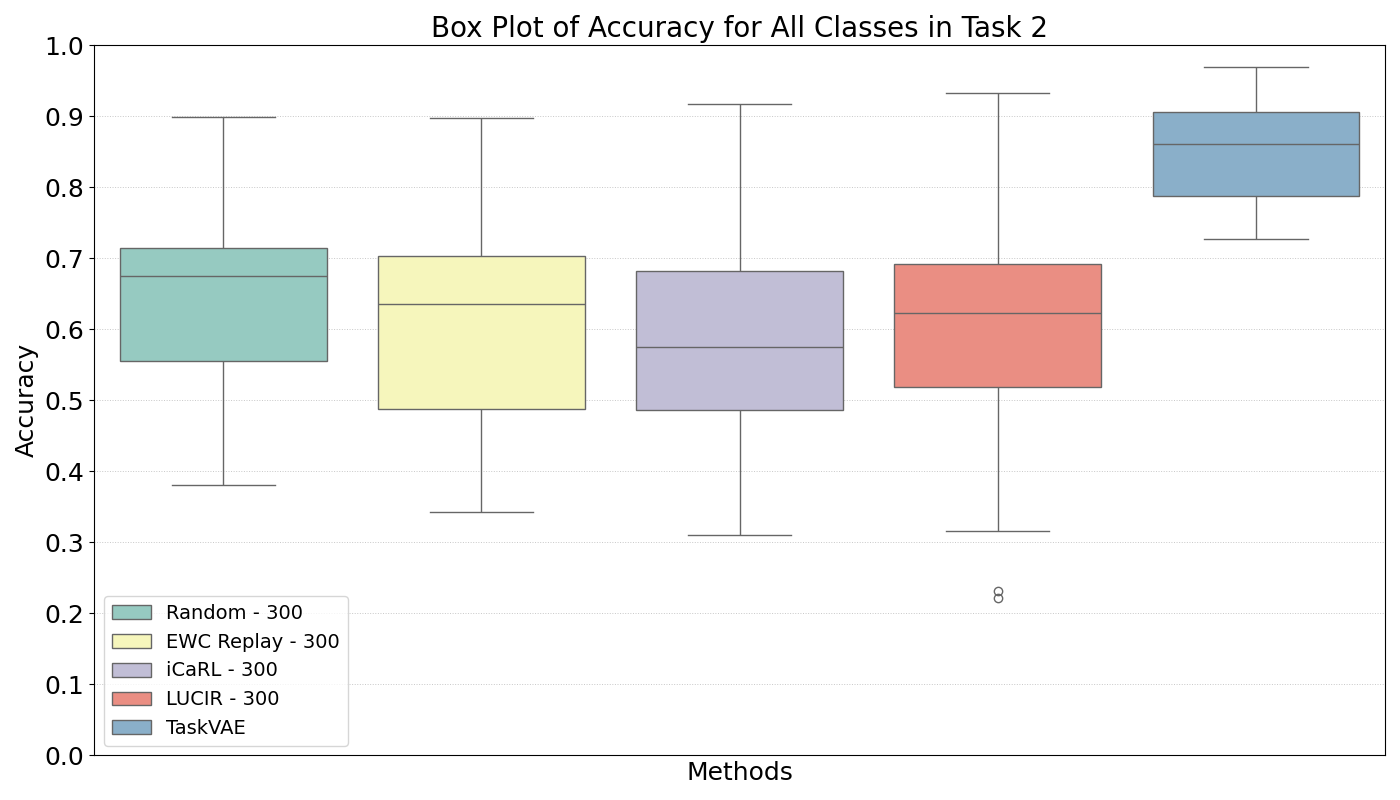 Box Plot of Accuracy for All Classes in Task 2
Accuracy
1.0
0.9
0.8
0.7
0.6
0.5
0.4
0.3
0.2
0.1
0.0
Random - 300
EWC Replay - 300
iCaRL - 300
LUCIR - 300
TaskVAE
Methods